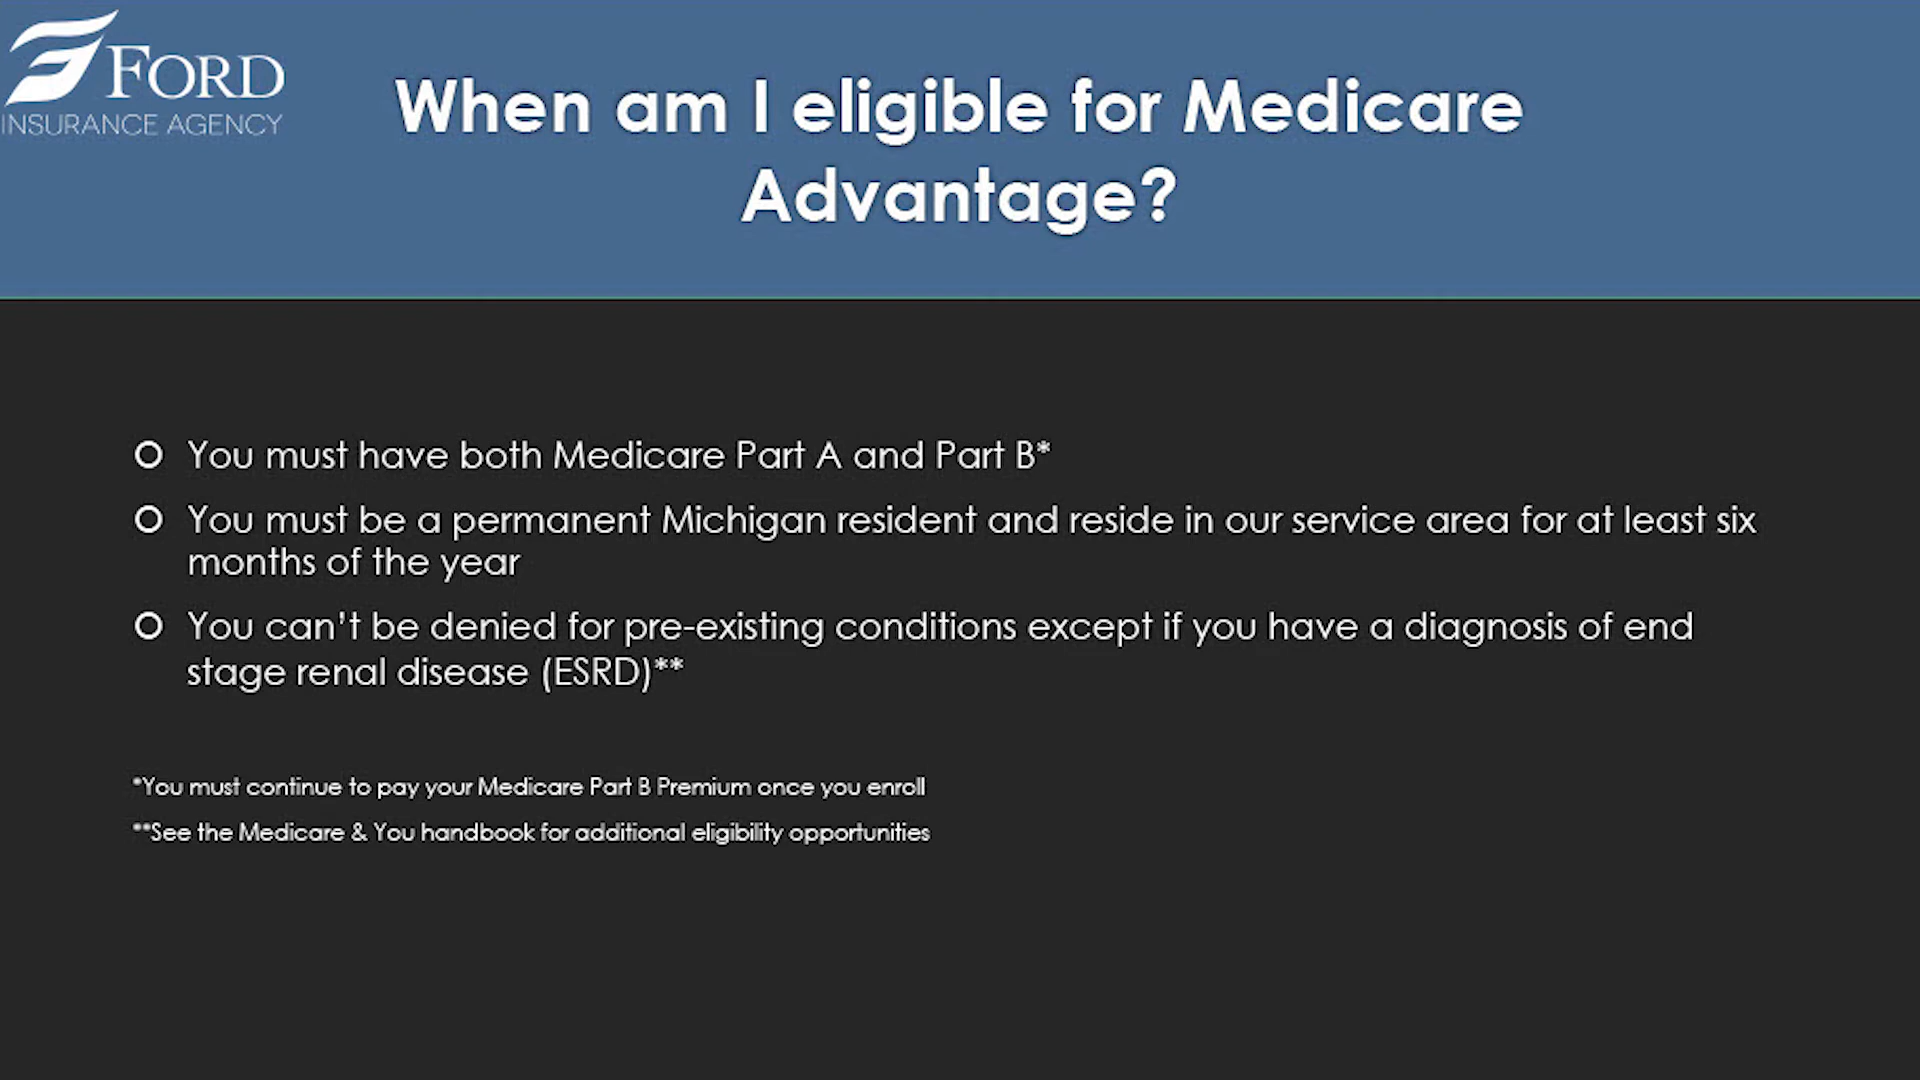 FORD
INSURANCE AGENCY
When am I eligible for Medicare
Advantage?
You must have both Medicare Part A and Part B*
You must be a permanent Michigan resident and reside in our service area for at least six
months of the year
You can't be denied for pre-existing conditions except if you have a diagnosis of end
stage renal disease (ESRD)**
*You must continue to pay your Medicare Part B Premium once you enroll
**See the Medicare & You handbook for additional eligibility opportunities